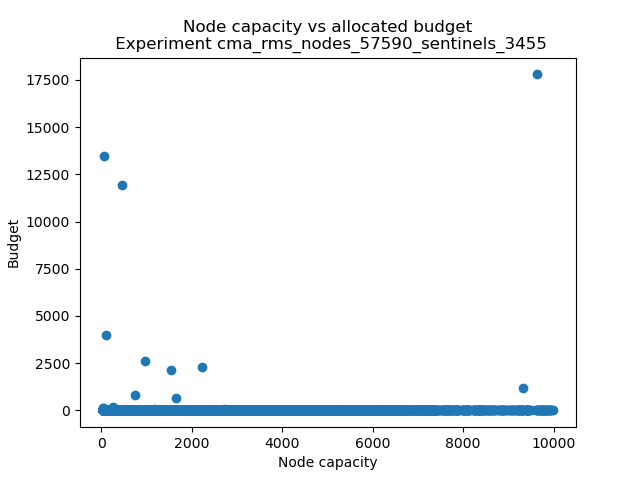 Node capacity vs allocated budget
Experiment cma_rms_nodes_57590_sentinels_3455
17500
15000
12500
10000
7500
5000
2500
0
Budget
0 2000 4000 6000 8000 10000
Node capacity